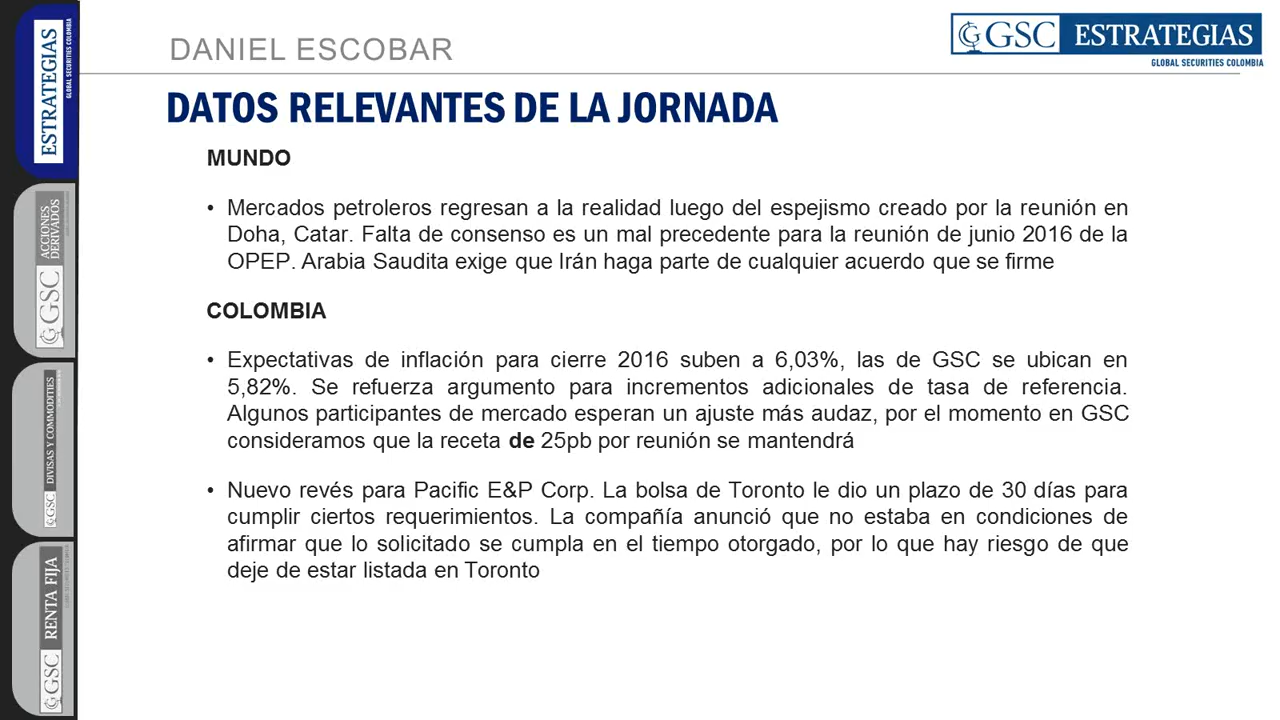 DANIEL ESCOBAR
GSC ESTRATEGIAS
GLOBAL SECURITIES COLOMBIA
DATOS RELEVANTES DE LA JORNADA
MUNDO
• Mercados petroleros regresan a la realidad luego del espejismo creado por la reunión en
Doha, Catar. Falta de consenso es un mal precedente para la reunión de junio 2016 de la
OPEP. Arabia Saudita exige que Irán haga parte de cualquier acuerdo que se firme
COLOMBIA
• Expectativas de inflación para cierre 2016 suben a 6,03%, las de GSC se ubican en
5,82%. Se refuerza argumento para incrementos adicionales de tasa de referencia.
Algunos participantes de mercado esperan un ajuste más audaz, por el momento en GSC
consideramos que la receta de 25pb por reunión se mantendrá
• Nuevo revés para Pacific E&P Corp. La bolsa de Toronto le dio un plazo de 30 días para
cumplir ciertos requerimientos. La compañía anunció que no estaba en condiciones de
afirmar que lo solicitado se cumpla en el tiempo otorgado, por lo que hay riesgo de que
deje de estar listada en Toronto
ESTRATEGIAS
GLOBAL SECURITIES COLOMBIA
GSC ACCIONES
DERIVADOS
GSC DIVISAS Y COMMODITIES
GSC RENTA FIJA